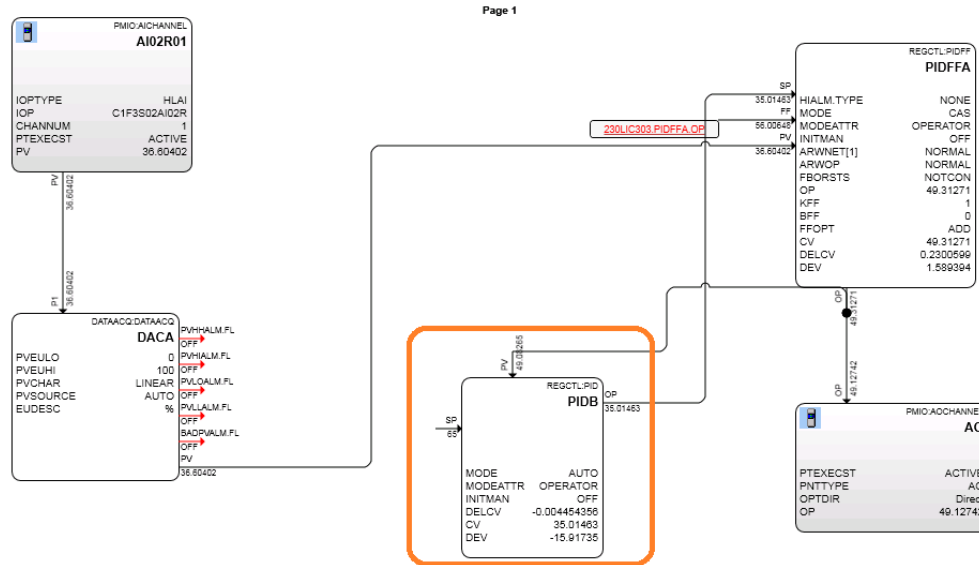 Page 1
PMIO:AICHANNEL
AI02R01
IOPTYPE HLAI
IOP C1F3S02AI02R
CHANNUM 1
PTEXECST ACTIVE
PV 36.60402
PV
36.60402
P1
36.60402
DATAACQ:DATAACQ
DACA
PVEULO 0
PVEUHI 100
PVCHAR LINEAR
PVSOURCE AUTO
EUDESC %
PVHHALM.FL
OFF
PVHIALM.FL
OFF
PVLOALM.FL
OFF
PVLLALM.FL
OFF
BADPVALM.FL
OFF
PV
36.60402
230LIC303.PIDFFA.OP
SP
35.01463
FF
56.00648
PV
36.60402
REGCTL:PIDFF
PIDFFA
HIALM.TYPE NONE
MODE CAS
MODEATTR OPERATOR
INITMAN OFF
ARWNET[1] NORMAL
ARWOP NORMAL
FBORSTS NOTCON
OP 49.31271
KFF 1
BFF 0
FFOPT ADD
CV 49.31271
DELCV 0.2300599
DEV 1.589394
OP
49.31271
PV
49.08265
REGCTL:PID
PIDB
OP
35.01463
SP
65
MODE AUTO
MODEATTR OPERATOR
INITMAN OFF
DELCV -0.004454356
CV 35.01463
DEV -15.91735
OP
49.12742
PMIO:AOCHANNE
AO
PTEXECST ACTIVE
PNTTYPE AO
OPTDIR Direc
OP 49.12742